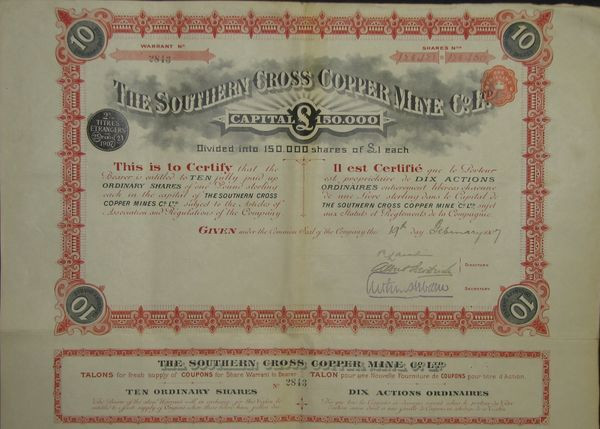 10
10
WARRANT Nº
SHARES Nos
2843
THE SOUTHERN CROSS COPPER MINE Cº. LTD
CAPITAL £150.000
Divided into 150.000 shares of £1 each
2%
TITRES
ETRANGERS
1907
This is to Certify that the
Bearer is entitled to TEN fully paid up
ORDINARY SHARES of one Pound sterling
each in the capital of THE SOUTHERN CROSS
COPPER MINES Cº. LTD subject to the Articles of
Association and Regulations of the Company
Il est Certifié que le Porteur
est propriétaire de DIX ACTIONS
ORDINAIRES entièrement libérées chacune
de une livre sterling dans le Capital de
THE SOUTHERN CROSS COPPER MINE Cº. LTD sujet
aux Statuts et Règlements de la Compagnie
GIVEN under the Common Seal of the Company the 19th day February
DIRECTORS
SECRETARY
10
10
THE SOUTHERN CROSS COPPER MINE Cº. LTD
TALONS for fresh supply of COUPONS for Share Warrant to Bearer
TALON pour une Nouvelle Fourniture de COUPONS pour titre d'Action.
Nº 2843
TEN ORDINARY SHARES
DIX ACTIONS ORDINAIRES